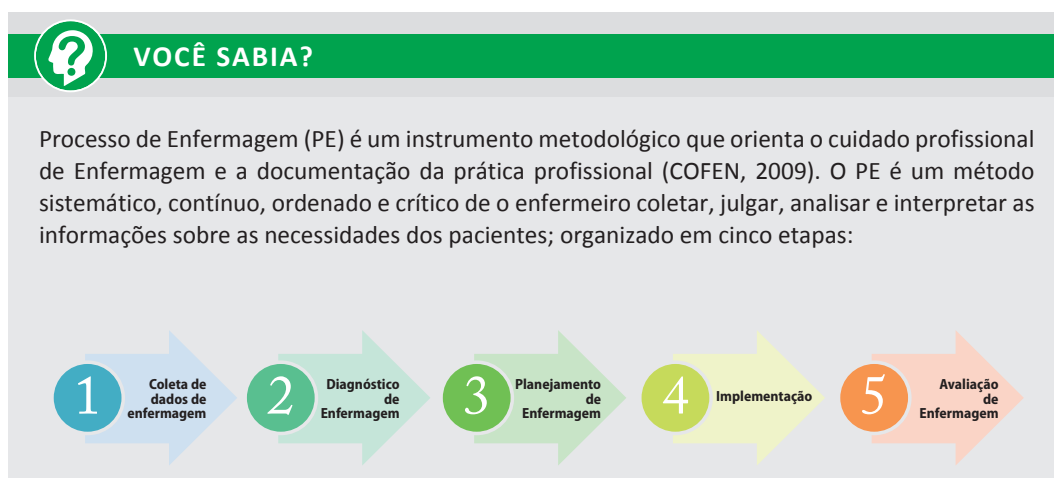 VOCÊ SABIA?
Processo de Enfermagem (PE) é um instrumento metodológico que orienta o cuidado profissional
de Enfermagem e a documentação da prática profissional (COFEN, 2009). O PE é um método
sistemático, contínuo, ordenado e crítico de o enfermeiro coletar, julgar, analisar e interpretar as
informações sobre as necessidades dos pacientes; organizado em cinco etapas:
1
Coleta de
dados de
enfermagem
2
Diagnóstico
de
Enfermagem
3
Planejamento
de
Enfermagem
4
Implementação
5
Avaliação
de
Enfermagem